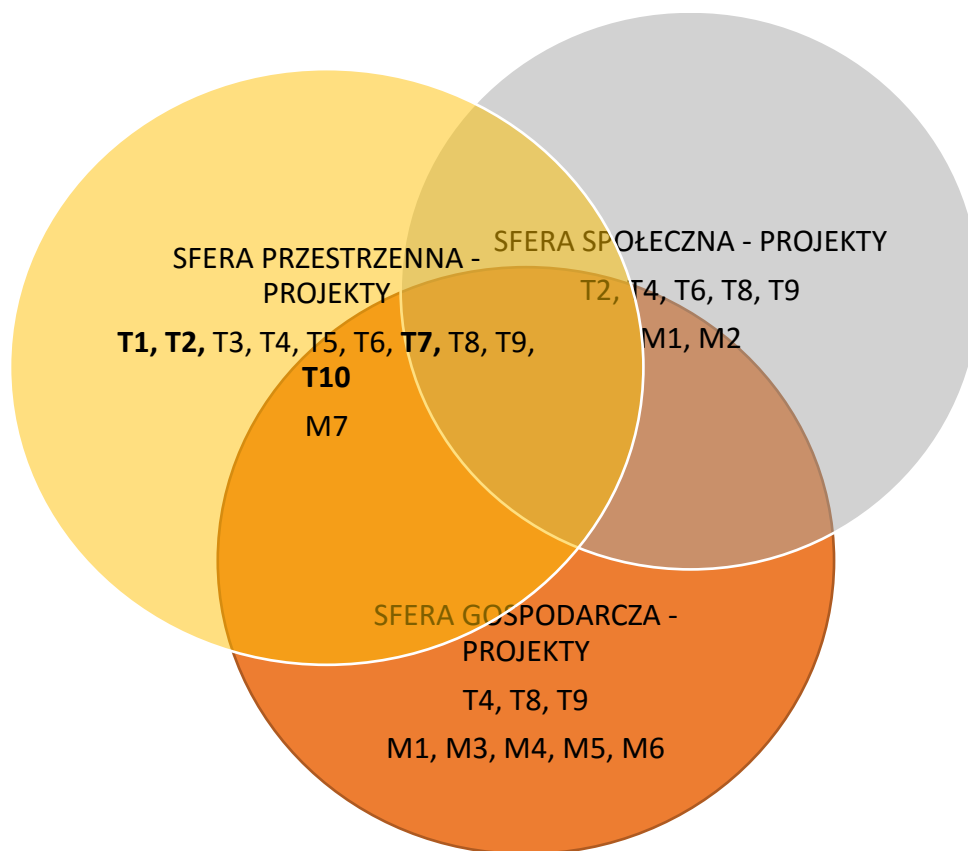 SFERA PRZESTRZENNA -
PROJEKTY
T1, T2, T3, T4, T5, T6, T7, T8, T9,
T10
M7
SFERA SPOŁECZNA - PROJEKTY
T2, T4, T6, T8, T9
M1, M2
SFERA GOSPODARCZA -
PROJEKTY
T4, T8, T9
M1, M3, M4, M5, M6